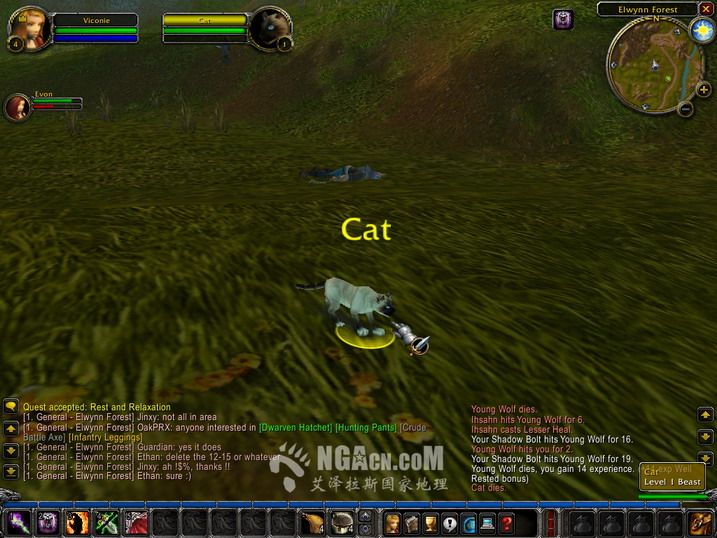 Viconie
4
Cat
1
Elwynn Forest
N
Evon
Cat
Quest accepted: Rest and Relaxation
[1. General - Elwynn Forest] Jinxy: not all in area
[1. General - Elwynn Forest] OakPRX: anyone interested in [Dwarven Hatchet] [Hunting Pants] [Crude
Battle Axe] [Infantry Leggings]
[1. General - Elwynn Forest] Guardian: yes it does
[1. General - Elwynn Forest] Ethan: delete the 12-15 or whatever
[1. General - Elwynn Forest] Jinxy: ah !$%, thanks !!
[1. General - Elwynn Forest] Ethan: sure :)
Young Wolf dies.
Ihsahn hits Young Wolf for 6.
Ihsahn casts Lesser Heal.
Your Shadow Bolt hits Young Wolf for 16.
Young Wolf hits you for 2.
Your Shadow Bolt hits Young Wolf for 19.
Young Wolf dies, you gain 14 experience. exp Well
Rested bonus)
Cat dies.
Cat
Level 1 Beast
NGACN.COM
艾泽拉斯国家地理